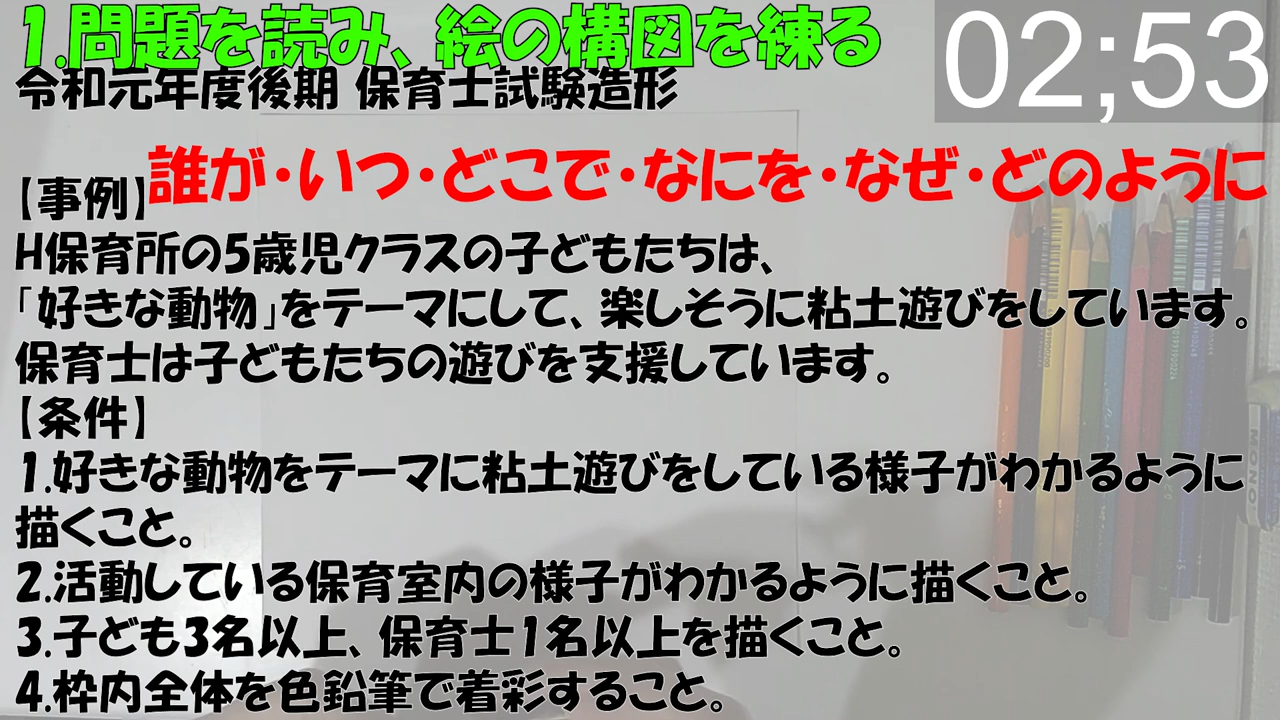 1.問題を読み、絵の構図を練る
02;53
令和元年度後期 保育士試験造形
誰が・いつ・どこで・なにを・なぜ・どのように
【事例】
H保育所の5歳児クラスの子どもたちは、
「好きな動物」をテーマにして、楽しそうに粘土遊びをしています。
保育士は子どもたちの遊びを支援しています。
【条件】
1.好きな動物をテーマに粘土遊びをしている様子がわかるように
描くこと。
2.活動している保育室内の様子がわかるように描くこと。
3.子ども3名以上、保育士1名以上を描くこと。
4.枠内全体を色鉛筆で着彩すること。
MONO